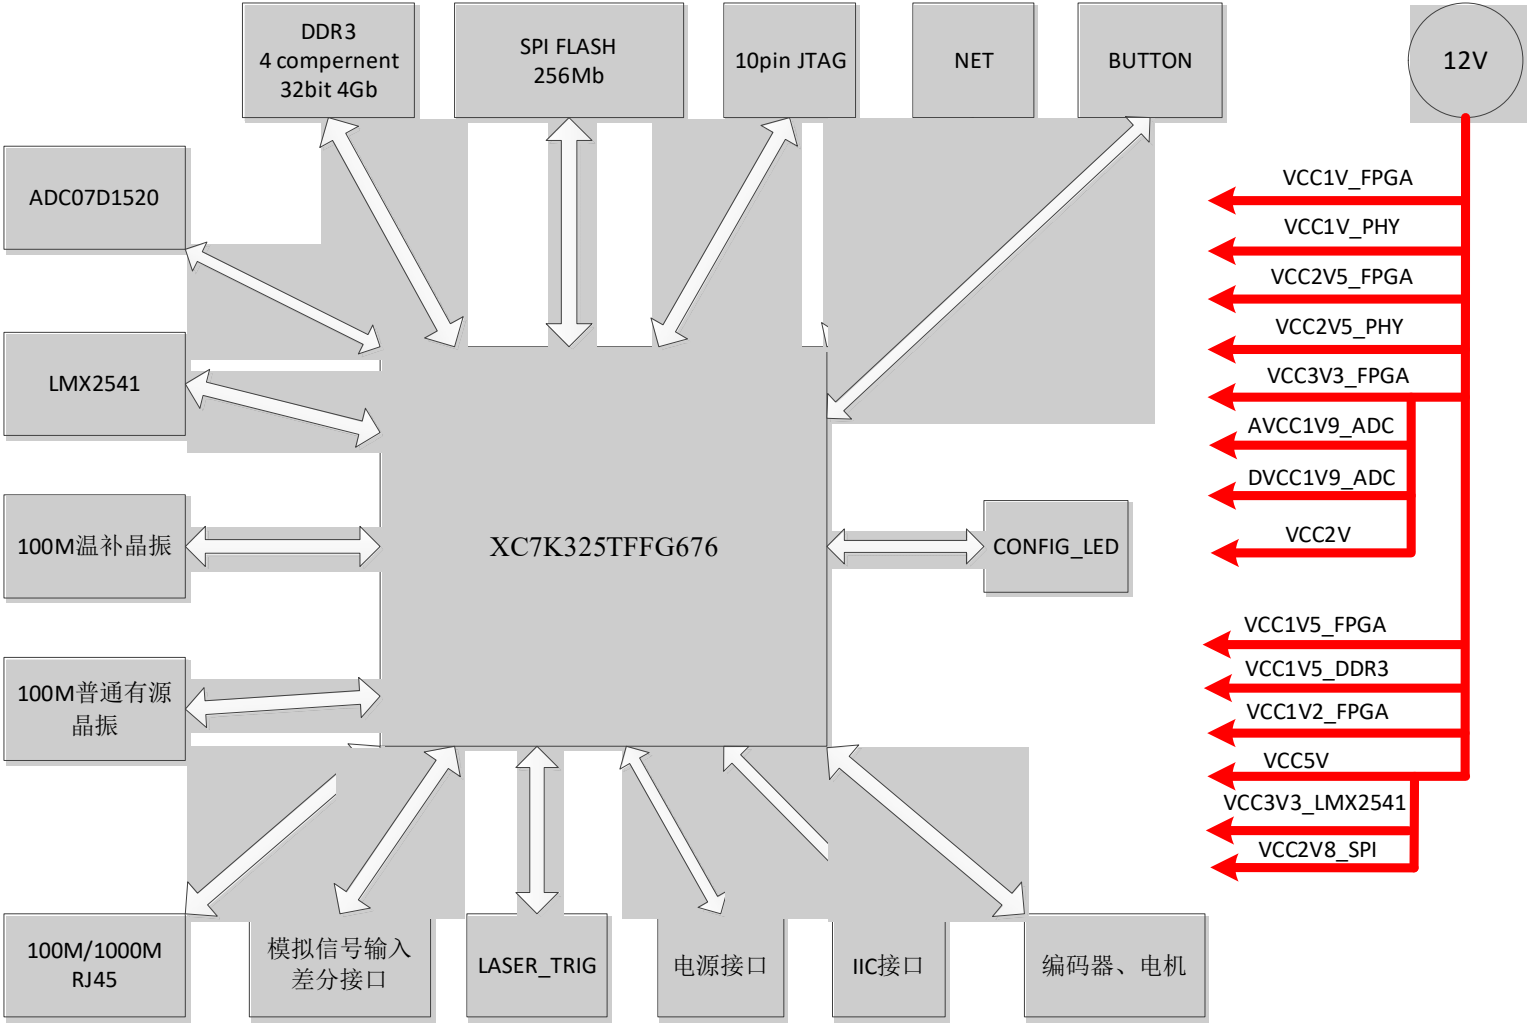 DDR3
4 compernent
32bit 4Gb
SPI FLASH
256Mb
10pin JTAG
NET
BUTTON
12V
ADC07D1520
LMX2541
100M温补晶振
100M普通有源
晶振
XC7K325TFFG676
CONFIG_LED
100M/1000M
RJ45
模拟信号输入
差分接口
LASER_TRIG
电源接口
IIC接口
编码器、电机
VCC1V_FPGA
VCC1V_PHY
VCC2V5_FPGA
VCC2V5_PHY
VCC3V3_FPGA
AVCC1V9_ADC
DVCC1V9_ADC
VCC2V
VCC1V5_FPGA
VCC1V5_DDR3
VCC1V2_FPGA
VCC5V
VCC3V3_LMX2541
VCC2V8_SPI